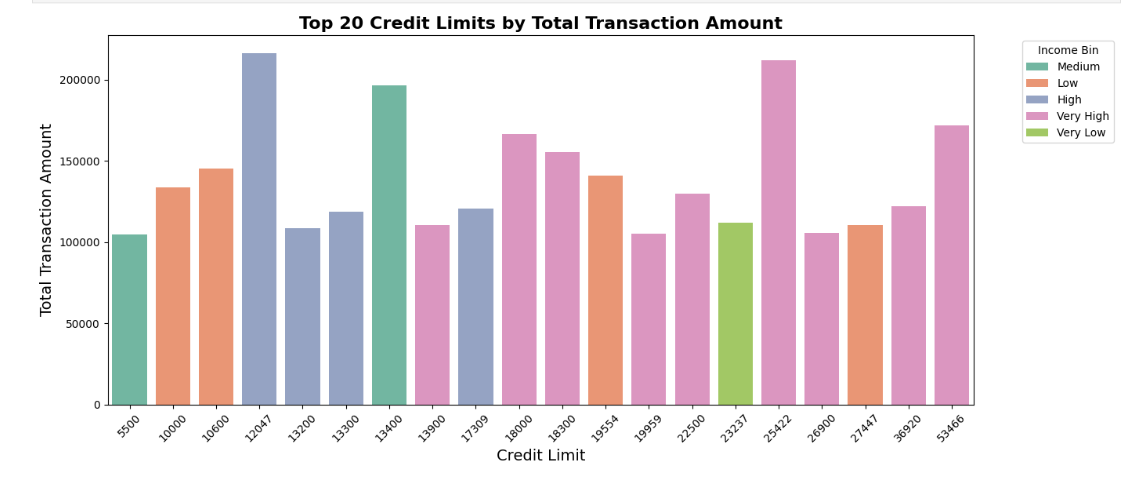 Top 20 Credit Limits by Total Transaction Amount
Income Bin
Medium
Low
High
Very High
Very Low
Total Transaction Amount
200000
150000
100000
50000
0
5500 10000 10600 12047 13200 13300 13400 13900 17309 18000 18300 19554 19959 22500 23237 25422 26900 27447 36920 53466
Credit Limit